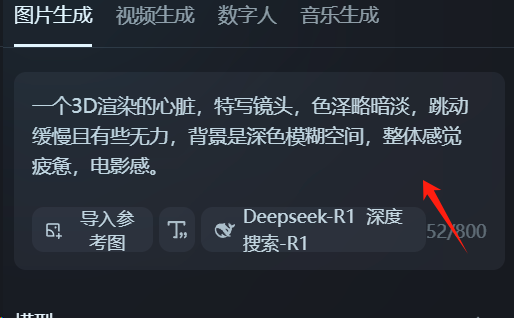 图片生成 视频生成 数字人 音乐生成
一个3D渲染的心脏，特写镜头，色泽略暗淡，跳动
缓慢且有些无力，背景是深色模糊空间，整体感觉
疲惫，电影感。
导入参
考图
T
Deepseek-R1 深度
搜索-R1
52/800